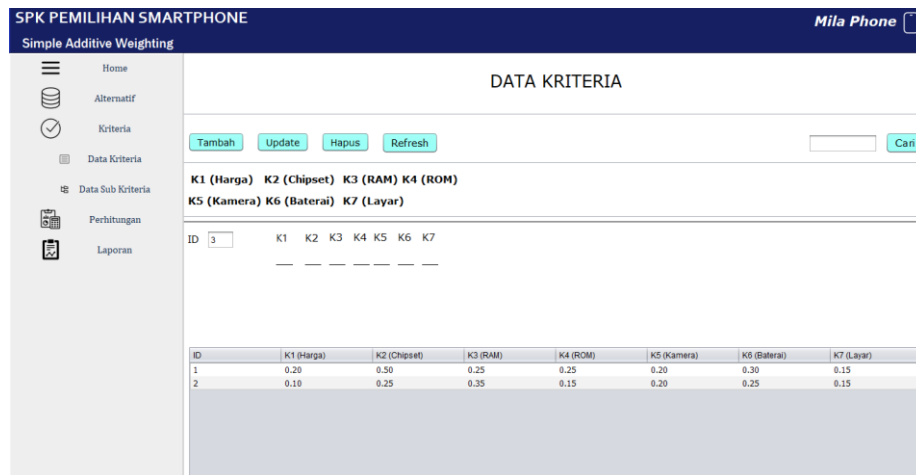 SPK PEMILIHAN SMARTPHONE
Mila Phone
Simple Additive Weighting
Home
Alternatif
Kriteria
Data Kriteria
Data Sub Kriteria
Perhitungan
Laporan
DATA KRITERIA
Tambah Update Hapus Refresh Cari
K1 (Harga) K2 (Chipset) K3 (RAM) K4 (ROM)
K5 (Kamera) K6 (Baterai) K7 (Layar)
ID 3 K1 K2 K3 K4 K5 K6 K7
ID K1 (Harga) K2 (Chipset) K3 (RAM) K4 (ROM) K5 (Kamera) K6 (Baterai) K7 (Layar)
1 0.20 0.50 0.25 0.25 0.20 0.30 0.15
2 0.10 0.25 0.35 0.15 0.20 0.25 0.15